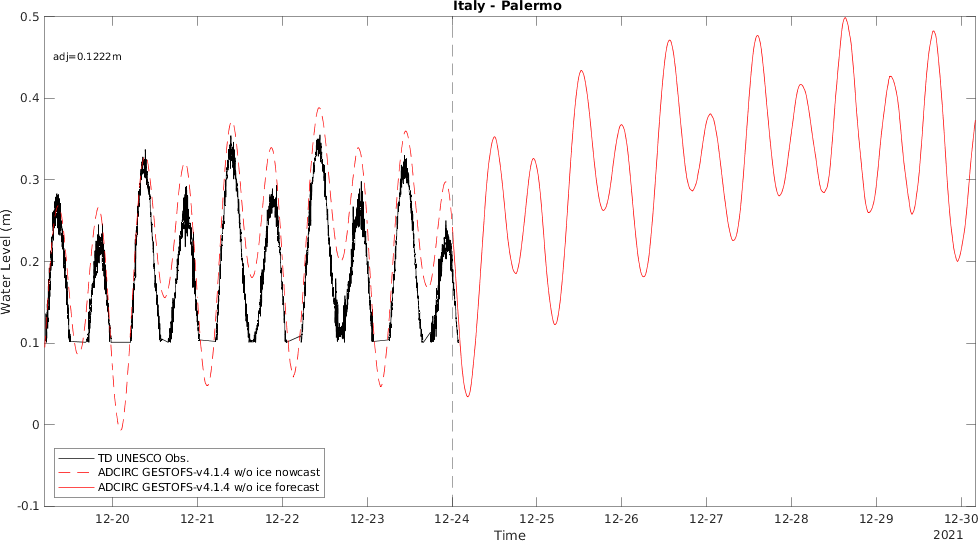 Italy - Palermo
adj=0.1222m
0.5
0.4
0.3
0.2
0.1
0
-0.1
Water Level (m)
TD UNESCO Obs.
ADCIRC GESTOFS-v4.1.4 w/o ice nowcast
ADCIRC GESTOFS-v4.1.4 w/o ice forecast
12-20 12-21 12-22 12-23 12-24 12-25 12-26 12-27 12-28 12-29 12-30
Time
2021